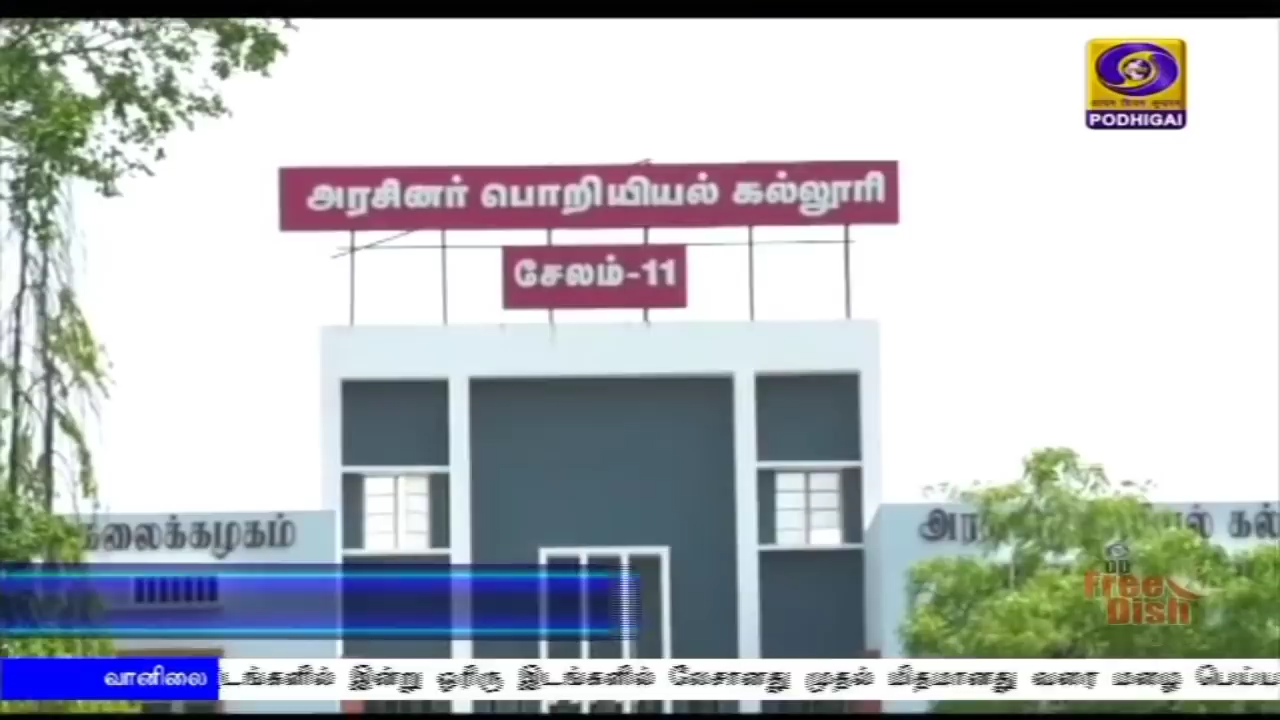 PODHIGAI
அரசினர் பொறியியல் கல்லூரி
சேலம்-11
கலைக்கழகம்
Free
Dish
வானிலை
இன்று ஒரிரு இடங்களில் லேசானது முதல் மிதமானது வரை மழை